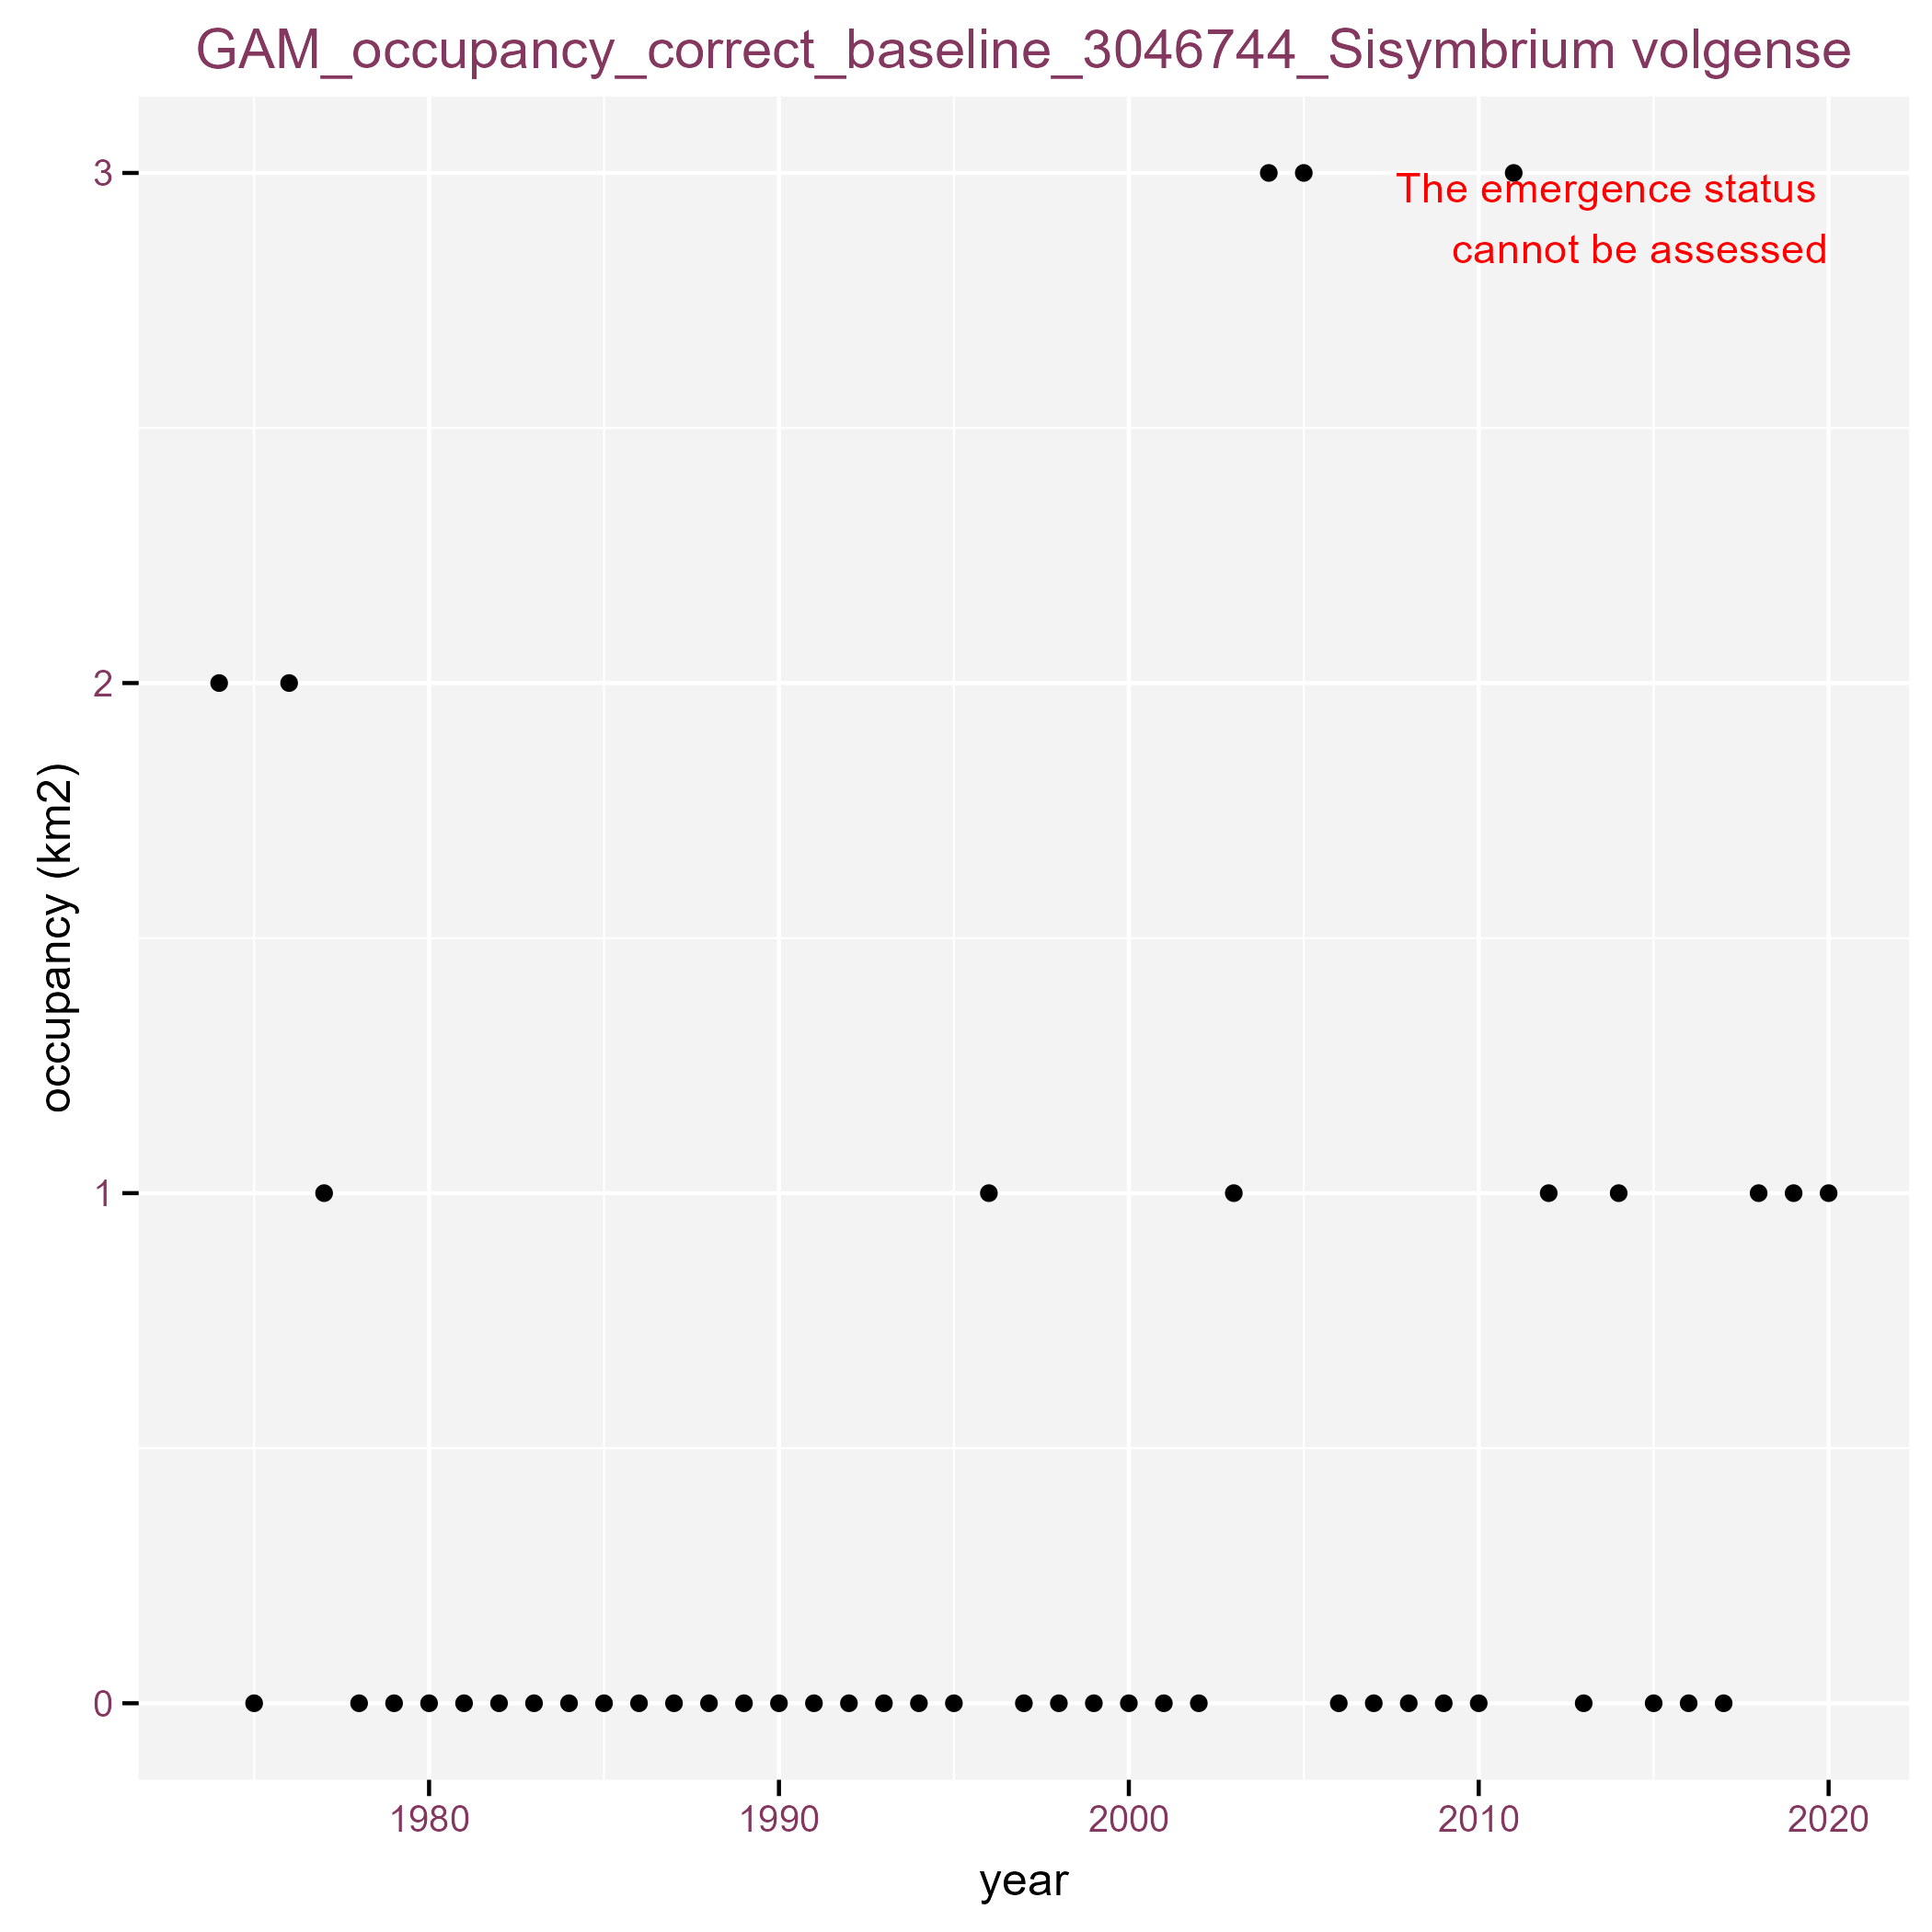 GAM_occupancy_correct_baseline_3046744_Sisymbrium volgense
3
The emergence status
cannot be assessed
2
occupancy (km2)
1
0
1980 1990 2000 2010 2020
year